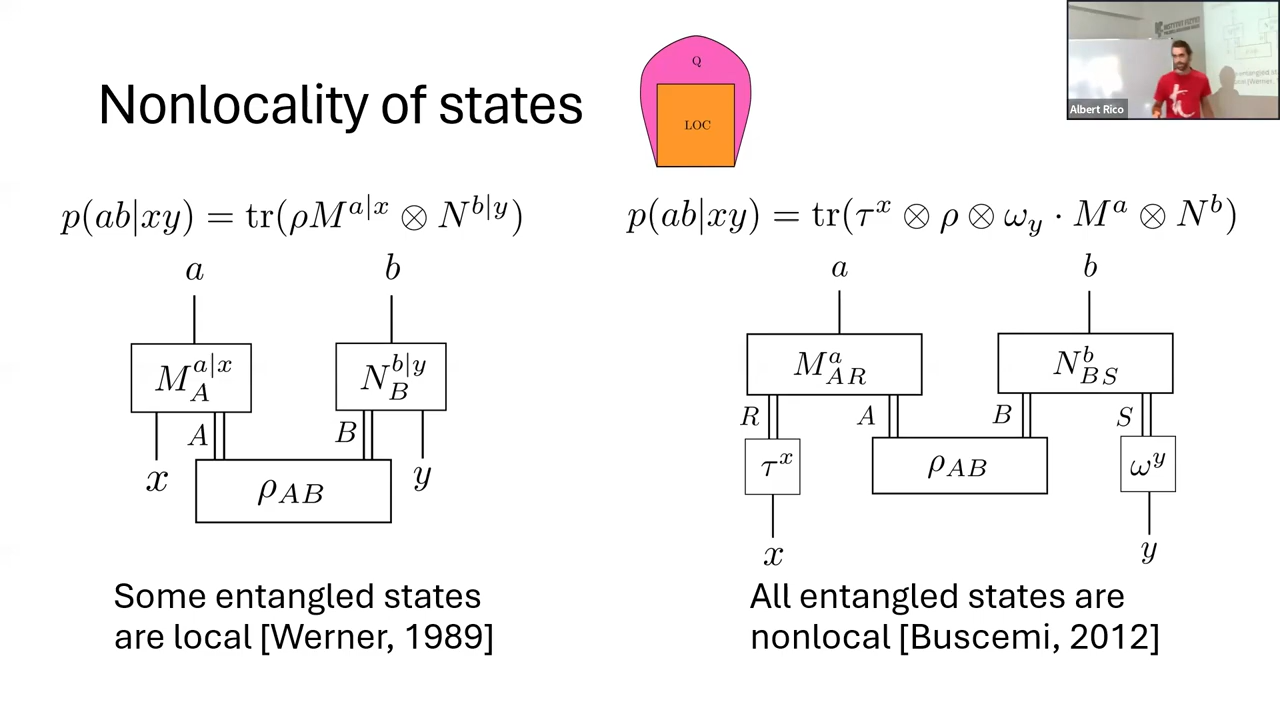 Nonlocality of states
Q
LOC
Albert Rico
p(ab|xy) = tr(ρM^{a|x} ⊗ N^{b|y})
p(ab|xy) = tr(τ^x ⊗ ρ ⊗ ω_y · M^a ⊗ N^b)
a
b
M_A^{a|x}
N_B^{b|y}
A
B
x
y
ρ_{AB}
a
b
M_{AR}^a
N_{BS}^b
R
A
B
S
τ^x
ρ_{AB}
ω^y
x
y
Some entangled states
are local [Werner, 1989]
All entangled states are
nonlocal [Buscemi, 2012]